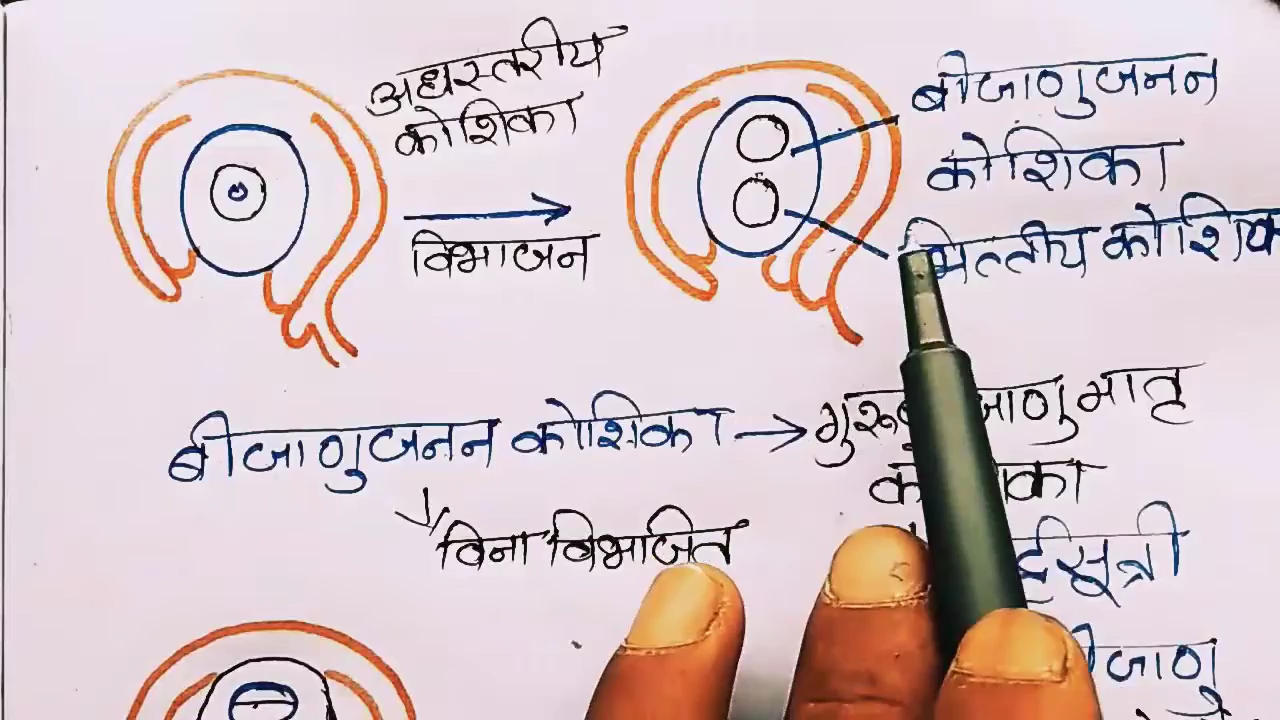 अधस्तरीय
कोशिका
विभाजन
बीजाणुजनन
कोशिका
भित्तीय कोशिक
बीजाणुजनन कोशिका →
मातृ
बिना विभाजित